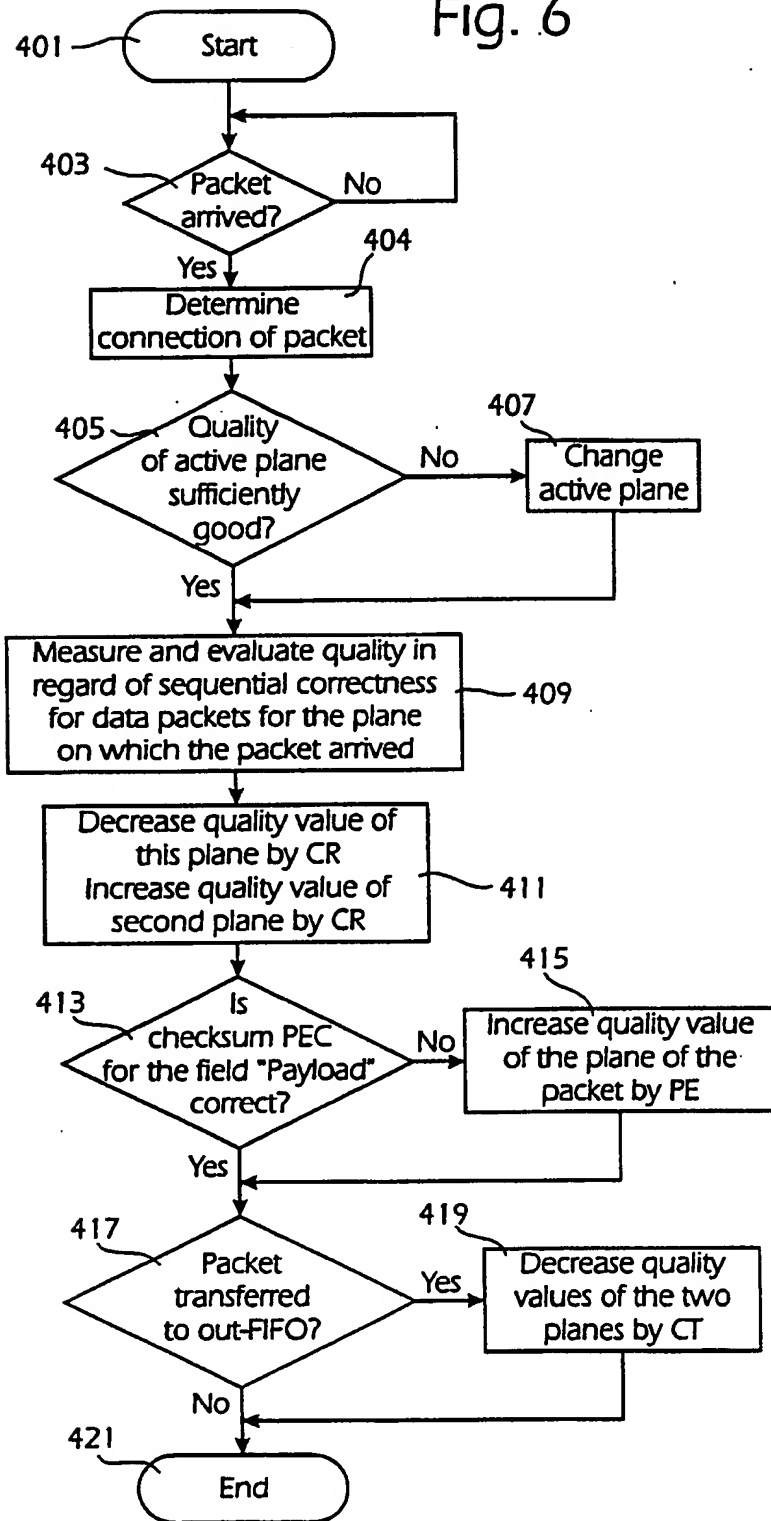 Fig. 6
401
Start
403
Packet
arrived?
No
Yes
404
Determine
connection of packet
405
Quality
of active plane
sufficiently
good?
No
407
Change
active plane
Yes
Measure and evaluate quality in
regard of sequential correctness
for data packets for the plane
on which the packet arrived
409
Decrease quality value of
this plane by CR
Increase quality value of
second plane by CR
411
413
Is
checksum PEC
for the field "Payload"
correct?
No
415
Increase quality value
of the plane of the
packet by PE
Yes
417
Packet
transferred
to out-FIFO?
Yes
419
Decrease quality
values of the two
planes by CT
No
421
End